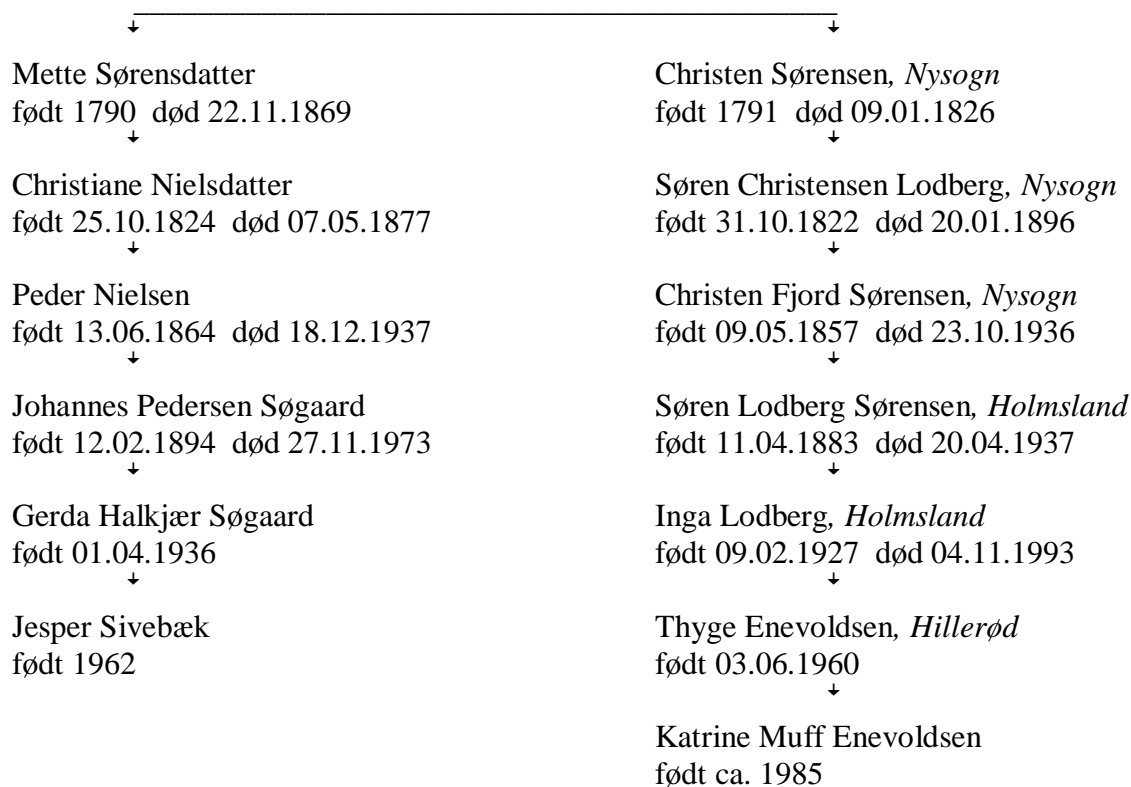 Mette Sørensdatter
født 1790 død 22.11.1869
Christiane Nielsdatter
født 25.10.1824 død 07.05.1877
Peder Nielsen
født 13.06.1864 død 18.12.1937
Johannes Pedersen Søgaard
født 12.02.1894 død 27.11.1973
Gerda Halkjær Søgaard
født 01.04.1936
Jesper Sivebæk
født 1962
Christen Sørensen, Nysogn
født 1791 død 09.01.1826
Søren Christensen Lodberg, Nysogn
født 31.10.1822 død 20.01.1896
Christen Fjord Sørensen, Nysogn
født 09.05.1857 død 23.10.1936
Søren Lodberg Sørensen, Holmsland
født 11.04.1883 død 20.04.1937
Inga Lodberg, Holmsland
født 09.02.1927 død 04.11.1993
Thyge Enevoldsen, Hillerød
født 03.06.1960
Katrine Muff Enevoldsen
født ca. 1985